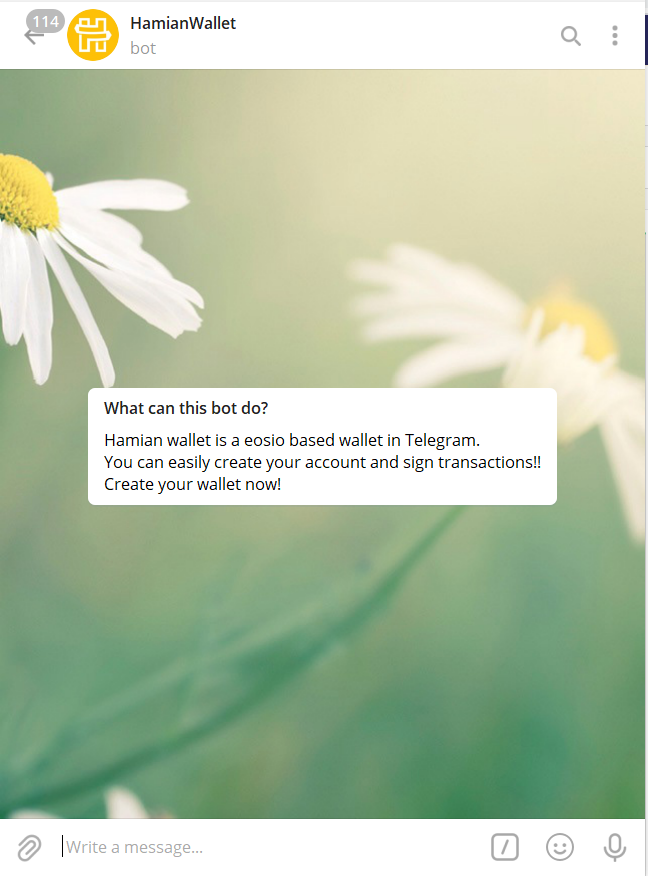 114
HamianWallet
bot
What can this bot do?
Hamian wallet is a eosio based wallet in Telegram.
You can easily create your account and sign transactions!!
Create your wallet now!
Write a message...